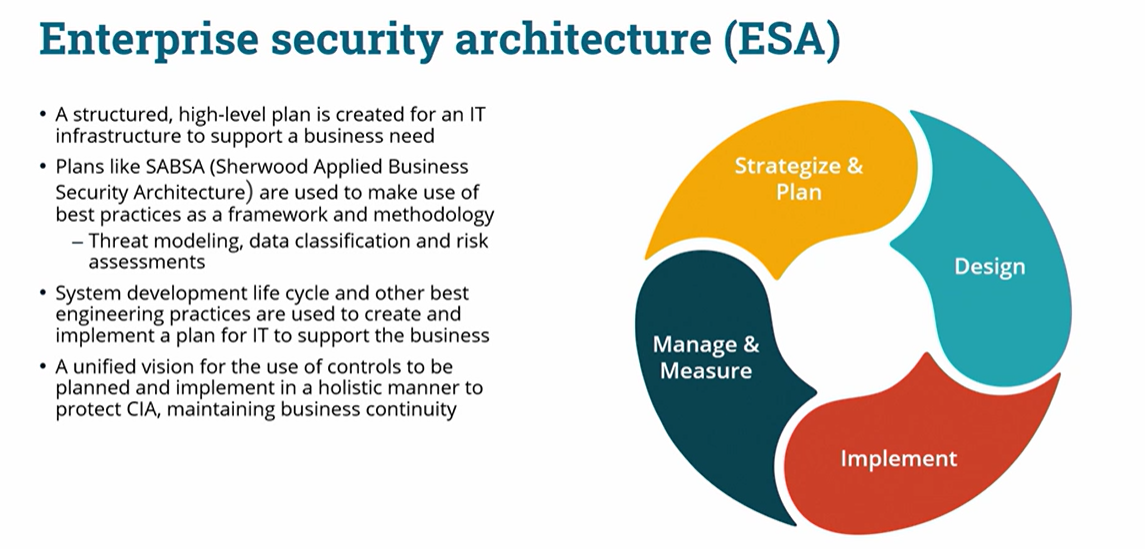 Enterprise security architecture (ESA)
• A structured, high-level plan is created for an IT
infrastructure to support a business need
• Plans like SABSA (Sherwood Applied Business
Security Architecture) are used to make use of
best practices as a framework and methodology
– Threat modeling, data classification and risk
assessments
• System development life cycle and other best
engineering practices are used to create and
implement a plan for IT to support the business
• A unified vision for the use of controls to be
planned and implement in a holistic manner to
protect CIA, maintaining business continuity
Strategize &
Plan
Design
Implement
Manage &
Measure